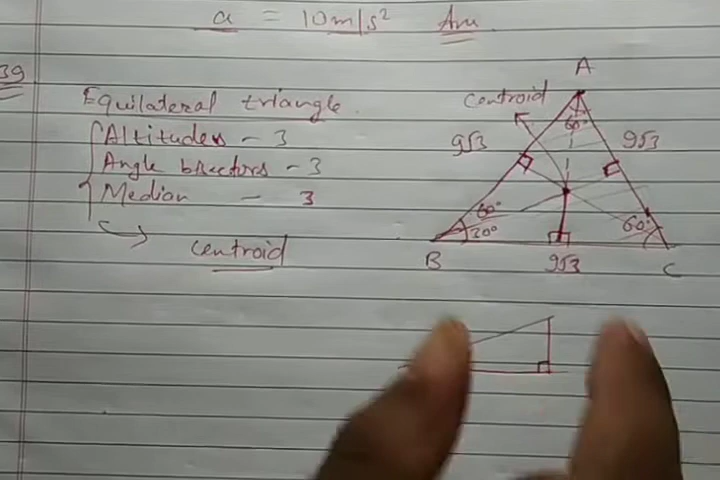 a = 10m/s² Ans
39
Equilateral triangle.
Altitudes - 3
Angle bisectors - 3
Median - 3
centroid
A
Centroid
60°
9√3
9√3
60°
30°
60°
B
9√3
C